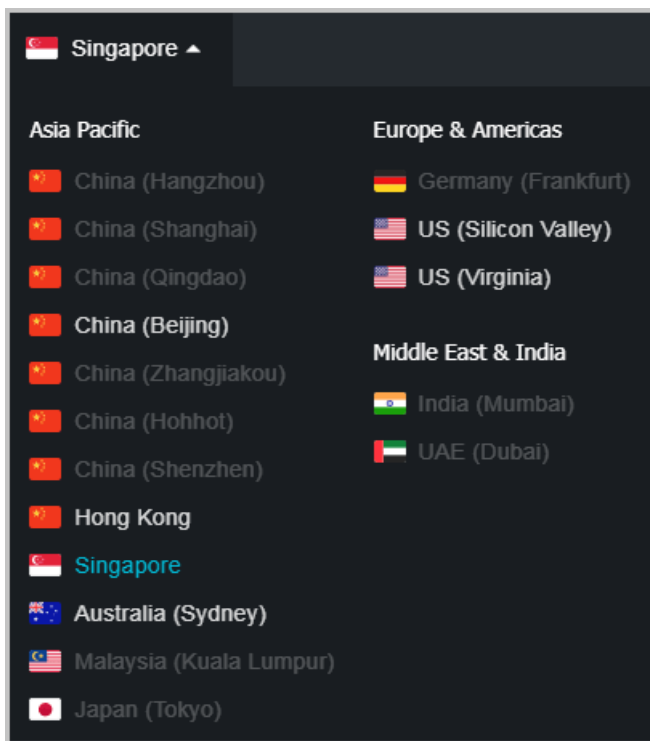 Singapore
Asia Pacific
China (Hangzhou)
China (Shanghai)
China (Qingdao)
China (Beijing)
China (Zhangjiakou)
China (Hohhot)
China (Shenzhen)
Hong Kong
Singapore
Australia (Sydney)
Malaysia (Kuala Lumpur)
Japan (Tokyo)
Europe & Americas
Germany (Frankfurt)
US (Silicon Valley)
US (Virginia)
Middle East & India
India (Mumbai)
UAE (Dubai)